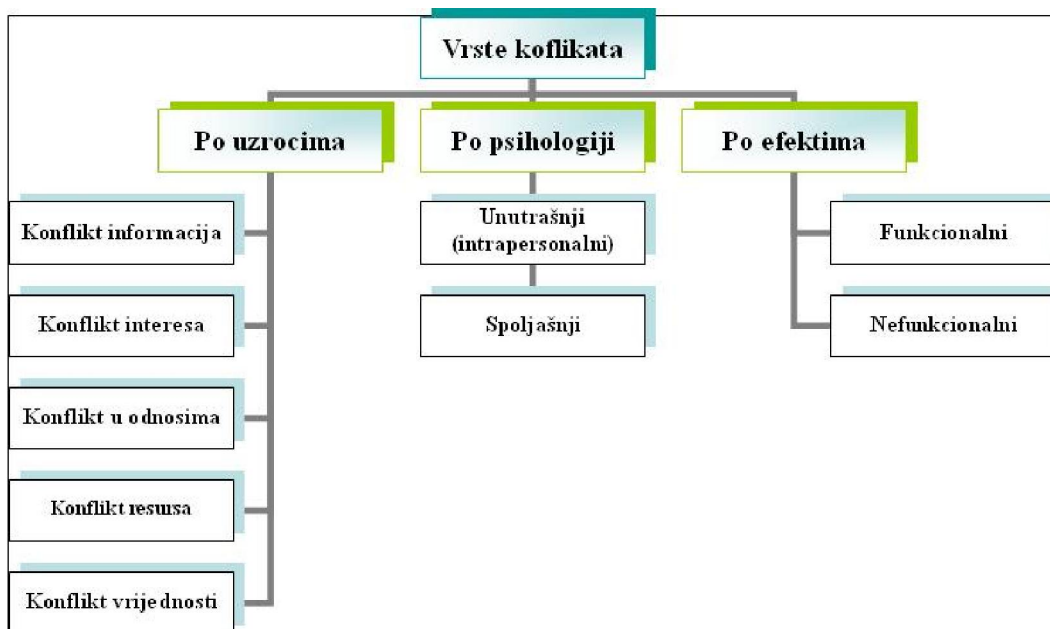 Vrste koflikata
Po uzrocima
Po psihologiji
Po efektima
Konflikt informacija
Konflikt interesa
Konflikt u odnosima
Konflikt resursa
Konflikt vrijednosti
Unutrašnji
(intrapersonalni)
Spoljašnji
Funkcionalni
Nefunkcionalni